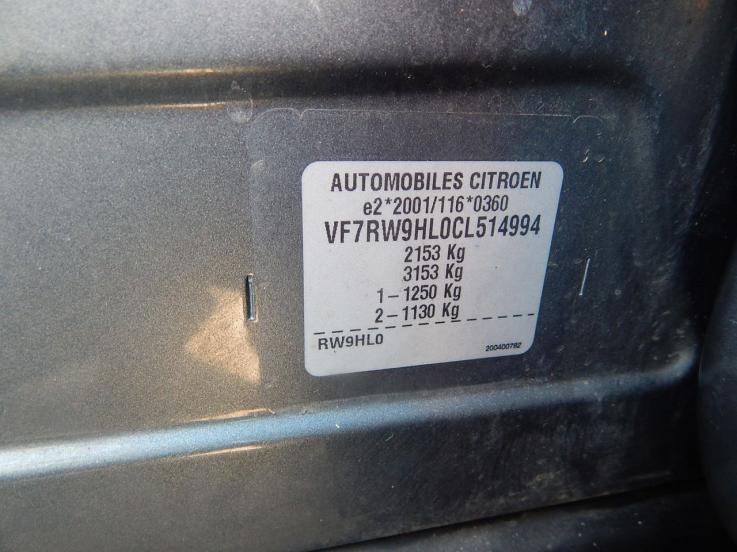 AUTOMOBILES CITROEN
e2*2001/116*0360
VF7RW9HL0CL514994
2153 Kg
3153 Kg
1-1250 Kg
2-1130 Kg
RW9HL0
200400782